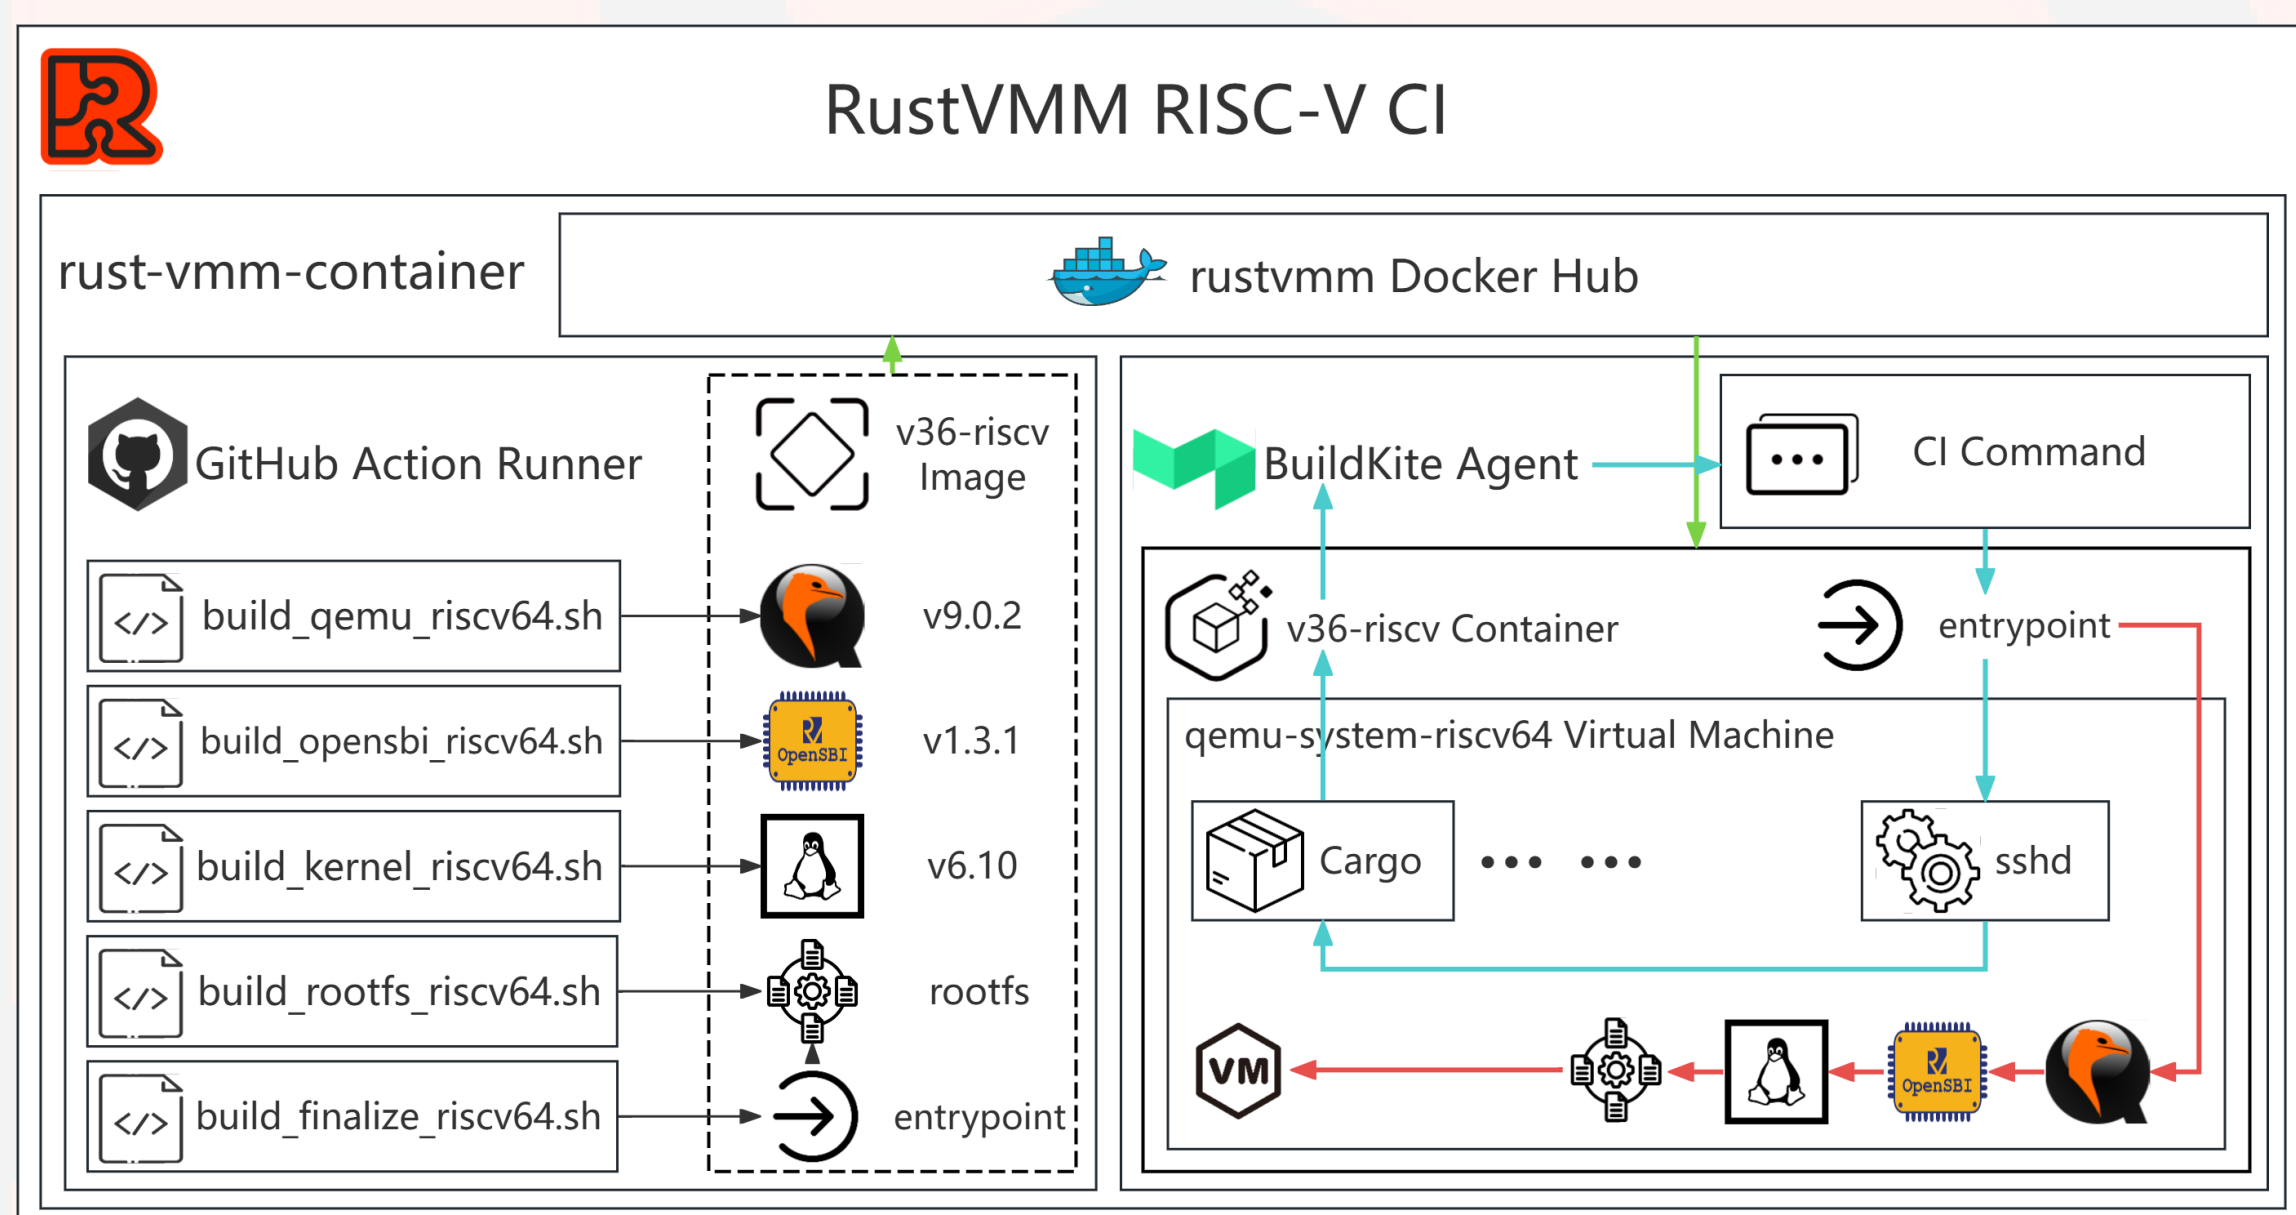 RustVMM RISC-V CI
rust-vmm-container
rustvmm Docker Hub
GitHub Action Runner
v36-riscv
Image
build_qemu_riscv64.sh
v9.0.2
build_opensbi_riscv64.sh
OpenSBI
v1.3.1
build_kernel_riscv64.sh
v6.10
build_rootfs_riscv64.sh
rootfs
build_finalize_riscv64.sh
entrypoint
BuildKite Agent
CI Command
v36-riscv Container
entrypoint
qemu-system-riscv64 Virtual Machine
Cargo
sshd
VM
OpenSBI